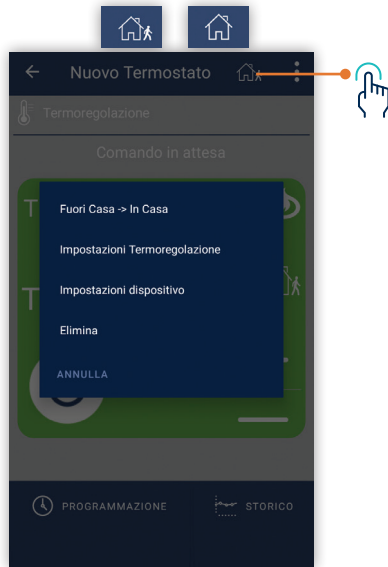 Nuovo Termostato
Termoregolazione
Comando in attesa
T
Fuori Casa -> In Casa
Impostazioni Termoregolazione
Impostazioni dispositivo
T
Elimina
ANNULLA
PROGRAMMAZIONE
STORICO